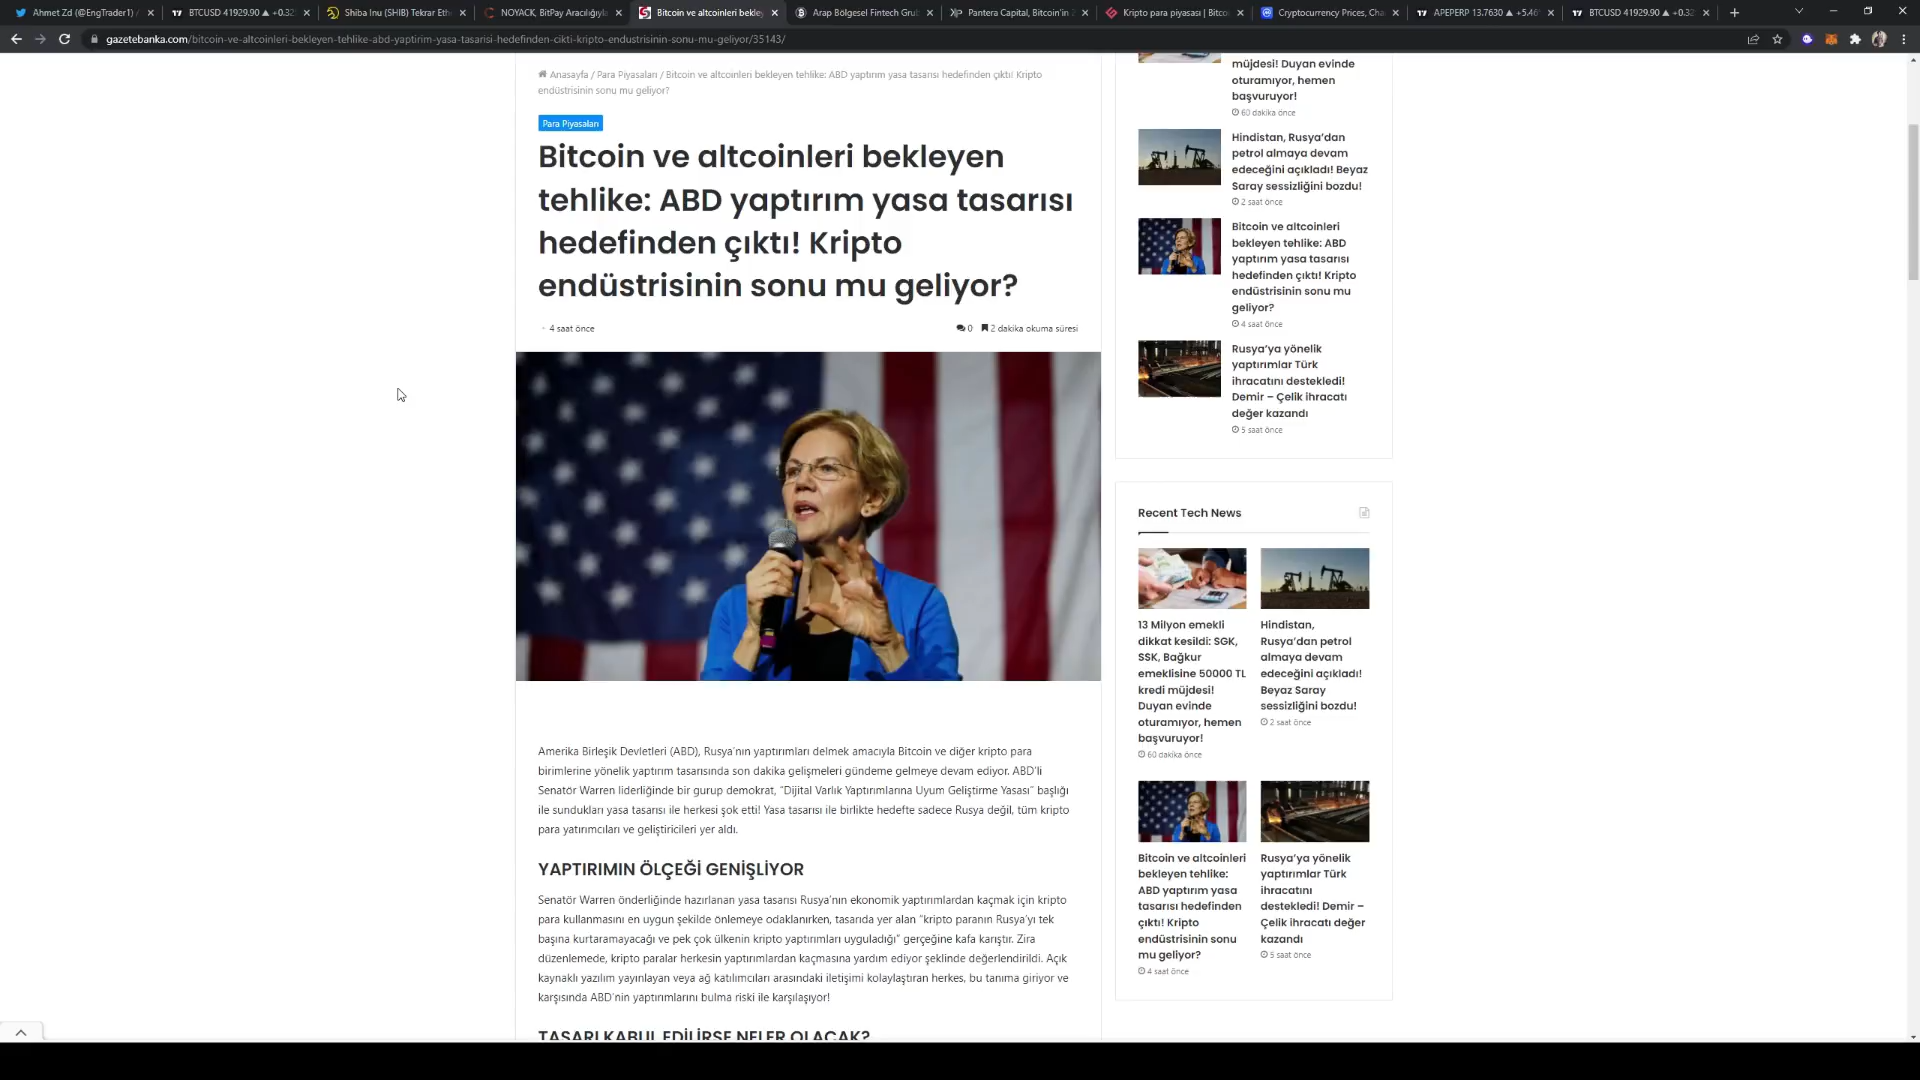 Ahmet Zd (@EngTrader1) /
BTCUSD 41929.90 ▲ +0.32
Shiba Inu (SHIB) Tekrar Eth
NOYACK, BitPay Aracılığıyla
Bitcoin ve altcoinleri bekley
Arap Bölgesel Fintech Grub
Pantera Capital, Bitcoin'in
Kripto para piyasası | Bitco
Cryptocurrency Prices, Cha
APEPERP 13.7630 ▲ +5.46
BTCUSD 41929.90 ▲ +0.32
gazetebanka.com/bitcoin-ve-altcoinleri-bekleyen-tehlike-abd-yaptirim-yasa-tasarisi-hedefinden-cikti-kripto-endustrisinin-sonu-mu-geliyor/35143/
Anasayfa / Para Piyasaları / Bitcoin ve altcoinleri bekleyen tehlike: ABD yaptırım yasa tasarısı hedefinden çıktı! Kripto
endüstrisinin sonu mu geliyor?
Para Piyasaları
Bitcoin ve altcoinleri bekleyen
tehlike: ABD yaptırım yasa tasarısı
hedefinden çıktı! Kripto
endüstrisinin sonu mu geliyor?
4 saat önce
0
2 dakika okuma süresi
Amerika Birleşik Devletleri (ABD), Rusya'nın yaptırımları delmek amacıyla Bitcoin ve diğer kripto para
birimlerine yönelik yaptırım tasarısında son dakika gelişmeleri gündeme gelmeye devam ediyor. ABD'li
Senatör Warren liderliğinde bir gurup demokrat, "Dijital Varlık Yaptırımlarına Uyum Geliştirme Yasası" başlığı
ile sundukları yasa tasarısı ile herkesi şok etti! Yasa tasarısı ile birlikte hedefte sadece Rusya değil, tüm kripto
para yatırımcıları ve geliştiricileri yer aldı.
YAPTIRIMIN ÖLÇEĞİ GENİŞLİYOR
Senatör Warren önderliğinde hazırlanan yasa tasarısı Rusya'nın ekonomik yaptırımlardan kaçmak için kripto
para kullanmasını en uygun şekilde önlemeye odaklanırken, tasarıda yer alan "kripto paranın Rusya'yı tek
başına kurtaramayacağı ve pek çok ülkenin kripto yaptırımları uyguladığı" gerçeğine kafa karıştır. Zira
düzenlemede, kripto paralar herkesin yaptırımlardan kaçmasına yardım ediyor şeklinde değerlendirildi. Açık
kaynaklı yazılım yayınlayan veya ağ katılımcıları arasındaki iletişimi kolaylaştıran herkes, bu tanıma giriyor ve
karşısında ABD'nin yaptırımlarını bulma riski ile karşılaşıyor!
TASARI KABUL EDİLİRSE NELER OLACAK?
müjdesi! Duyan evinde
oturamıyor, hemen
başvuruyor!
60 dakika önce
Hindistan, Rusya'dan
petrol almaya devam
edeceğini açıkladı! Beyaz
Saray sessizliğini bozdu!
2 saat önce
Bitcoin ve altcoinleri
bekleyen tehlike: ABD
yaptırım yasa tasarısı
hedefinden çıktı! Kripto
endüstrisinin sonu mu
geliyor?
4 saat önce
Rusya'ya yönelik
yaptırımlar Türk
ihracatını destekledi!
Demir – Çelik ihracatı
değer kazandı
5 saat önce
Recent Tech News
13 Milyon emekli
dikkat kesildi: SGK,
SSK, Bağkur
emeklisine 50000 TL
kredi müjdesi!
Duyan evinde
oturamıyor, hemen
başvuruyor!
60 dakika önce
Hindistan,
Rusya'dan petrol
almaya devam
edeceğini açıkladı!
Beyaz Saray
sessizliğini bozdu!
2 saat önce
Bitcoin ve altcoinleri
bekleyen tehlike:
ABD yaptırım yasa
tasarısı hedefinden
çıktı! Kripto
endüstrisinin sonu
mu geliyor?
4 saat önce
Rusya'ya yönelik
yaptırımlar Türk
ihracatını
destekledi! Demir –
Çelik ihracatı değer
kazandı
5 saat önce